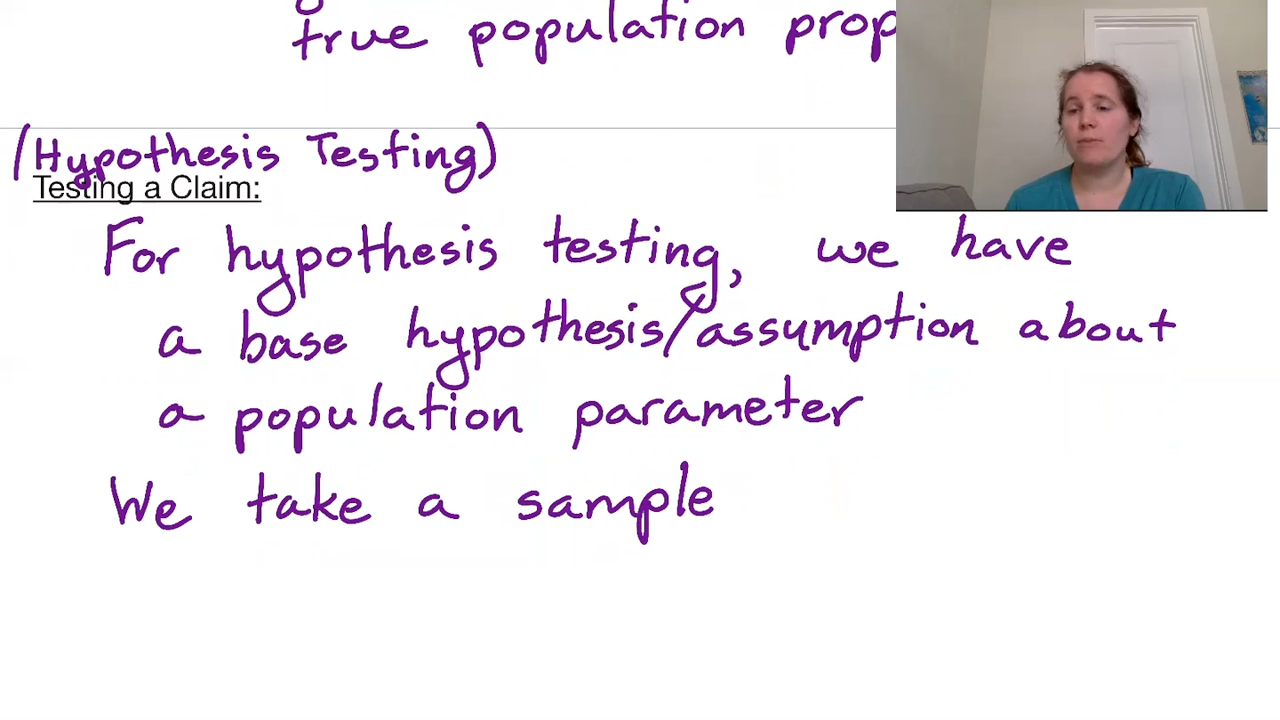 true population
(Hypothesis Testing)
Testing a Claim:
For hypothesis testing, we have
a base hypothesis/assumption about
a population parameter
We take a sample